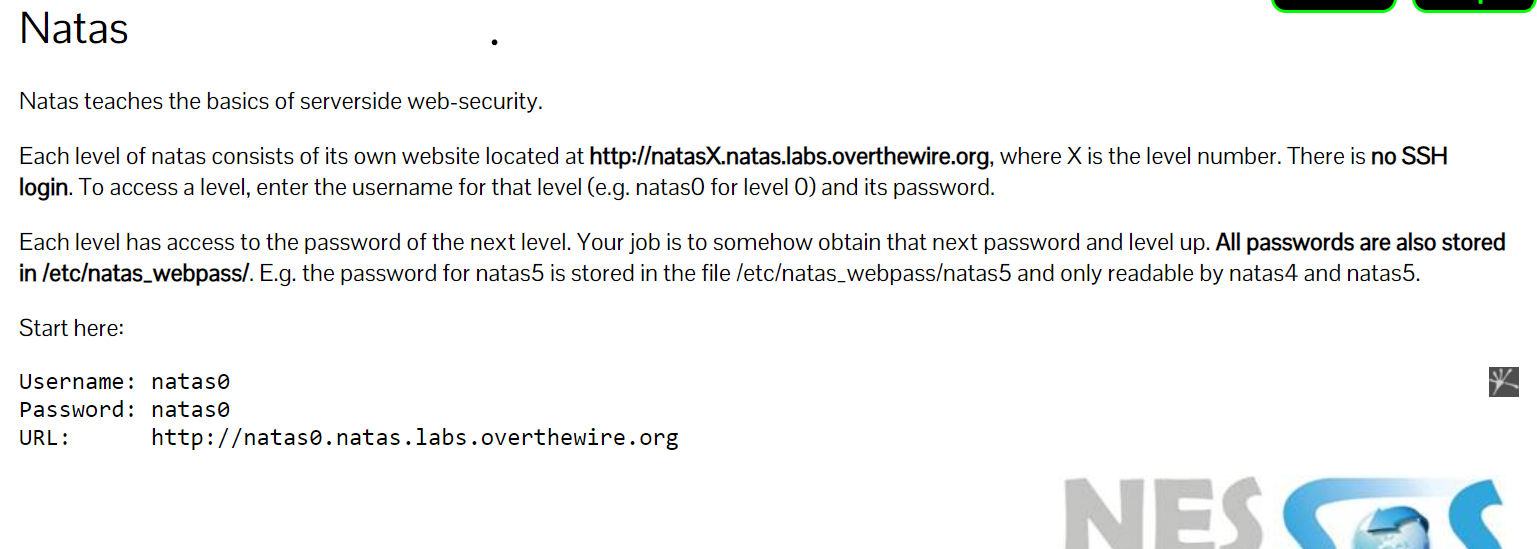 Natas
Natas teaches the basics of serverside web-security.
Each level of natas consists of its own website located at http://natasX.natas.labs.overthewire.org, where X is the level number. There is no SSH
login. To access a level, enter the username for that level (e.g. natas0 for level 0) and its password.
Each level has access to the password of the next level. Your job is to somehow obtain that next password and level up. All passwords are also stored
in /etc/natas_webpass/. E.g. the password for natas5 is stored in the file /etc/natas_webpass/natas5 and only readable by natas4 and natas5.
Start here:
Username: natas0
Password: natas0
URL: http://natas0.natas.labs.overthewire.org
NES